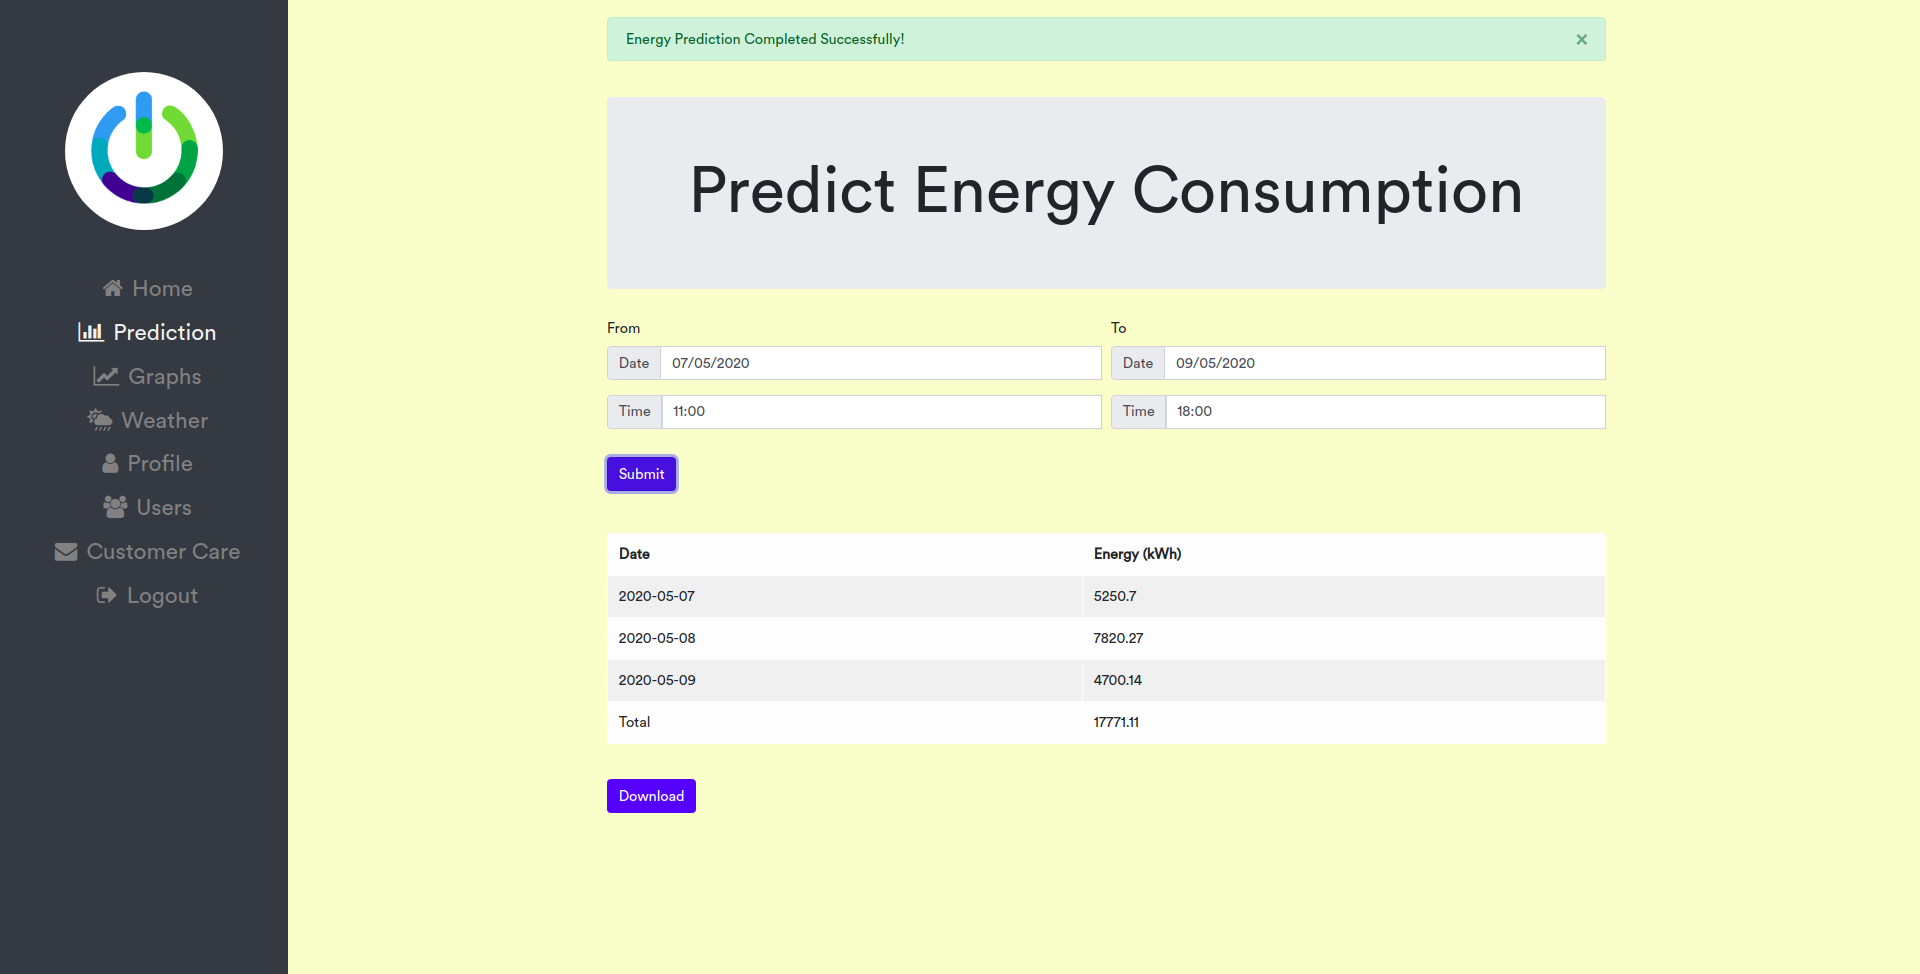 Home
Prediction
Graphs
Weather
Profile
Users
Customer Care
Logout
Energy Prediction Completed Successfully! ×
Predict Energy Consumption
From To
Date 07/05/2020 Date 09/05/2020
Time 11:00 Time 18:00
Submit
Date Energy (kWh)
2020-05-07 5250.7
2020-05-08 7820.27
2020-05-09 4700.14
Total 17771.11
Download